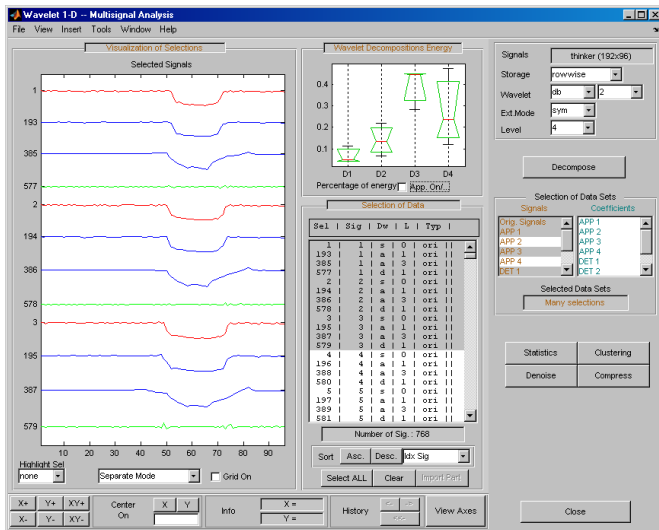 Wavelet 1-D -- Multisignal Analysis
File View Insert Tools Window Help
Visualization of Selections
Selected Signals
1
193
385
577
2
194
386
578
3
195
387
579
10 20 30 40 50 60 70 80 90
Highlight Sel
none
Separate Mode
Grid On
Wavelet Decompositions Energy
0.4
0.3
0.2
0.1
D1 D2 D3 D4
Percentage of energy
App. On/...
Selection of Data
Sel | Sig | Dw | L | Typ |
1 | 1 | s | 0 | ori ||
193 | 1 | a | 1 | ori ||
385 | 1 | a | 3 | ori ||
577 | 1 | d | 1 | ori ||
2 | 2 | s | 0 | ori ||
194 | 2 | a | 1 | ori ||
386 | 2 | a | 3 | ori ||
578 | 2 | d | 1 | ori ||
3 | 3 | s | 0 | ori ||
195 | 3 | a | 1 | ori ||
387 | 3 | a | 3 | ori ||
579 | 3 | d | 1 | ori ||
4 | 4 | s | 0 | ori ||
196 | 4 | a | 1 | ori ||
388 | 4 | a | 3 | ori ||
580 | 4 | d | 1 | ori ||
5 | 5 | s | 0 | ori ||
197 | 5 | a | 1 | ori ||
389 | 5 | a | 3 | ori ||
581 | 5 | d | 1 | ori ||
Number of Sig. : 768
Sort Asc. Desc. Idx Sig
Select ALL Clear Import Part.
Signals thinker (192x96)
Storage rowwise
Wavelet db 2
Ext.Mode sym
Level 4
Decompose
Selection of Data Sets
Signals Coefficients
Orig. Signals APP 1
APP 1 APP 2
APP 2 APP 3
APP 3 APP 4
APP 4 DET 1
DET 1 DET 2
Selected Data Sets
Many selections
Statistics Clustering
Denoise Compress
X+ Y+ XY+
X- Y- XY-
Center On X Y
Info X =
Y =
History <- ->
<<-
View Axes
Close